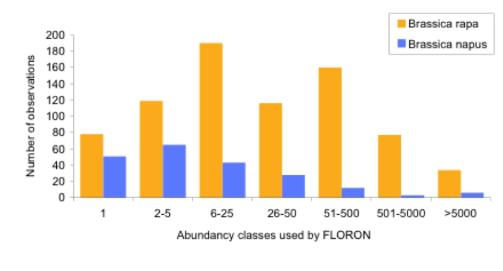 Brassica rapa
Brassica napus
Number of observations
200
180
160
140
120
100
80
60
40
20
0
1 2-5 6-25 26-50 51-500 501-5000 >5000
Abundancy classes used by FLORON